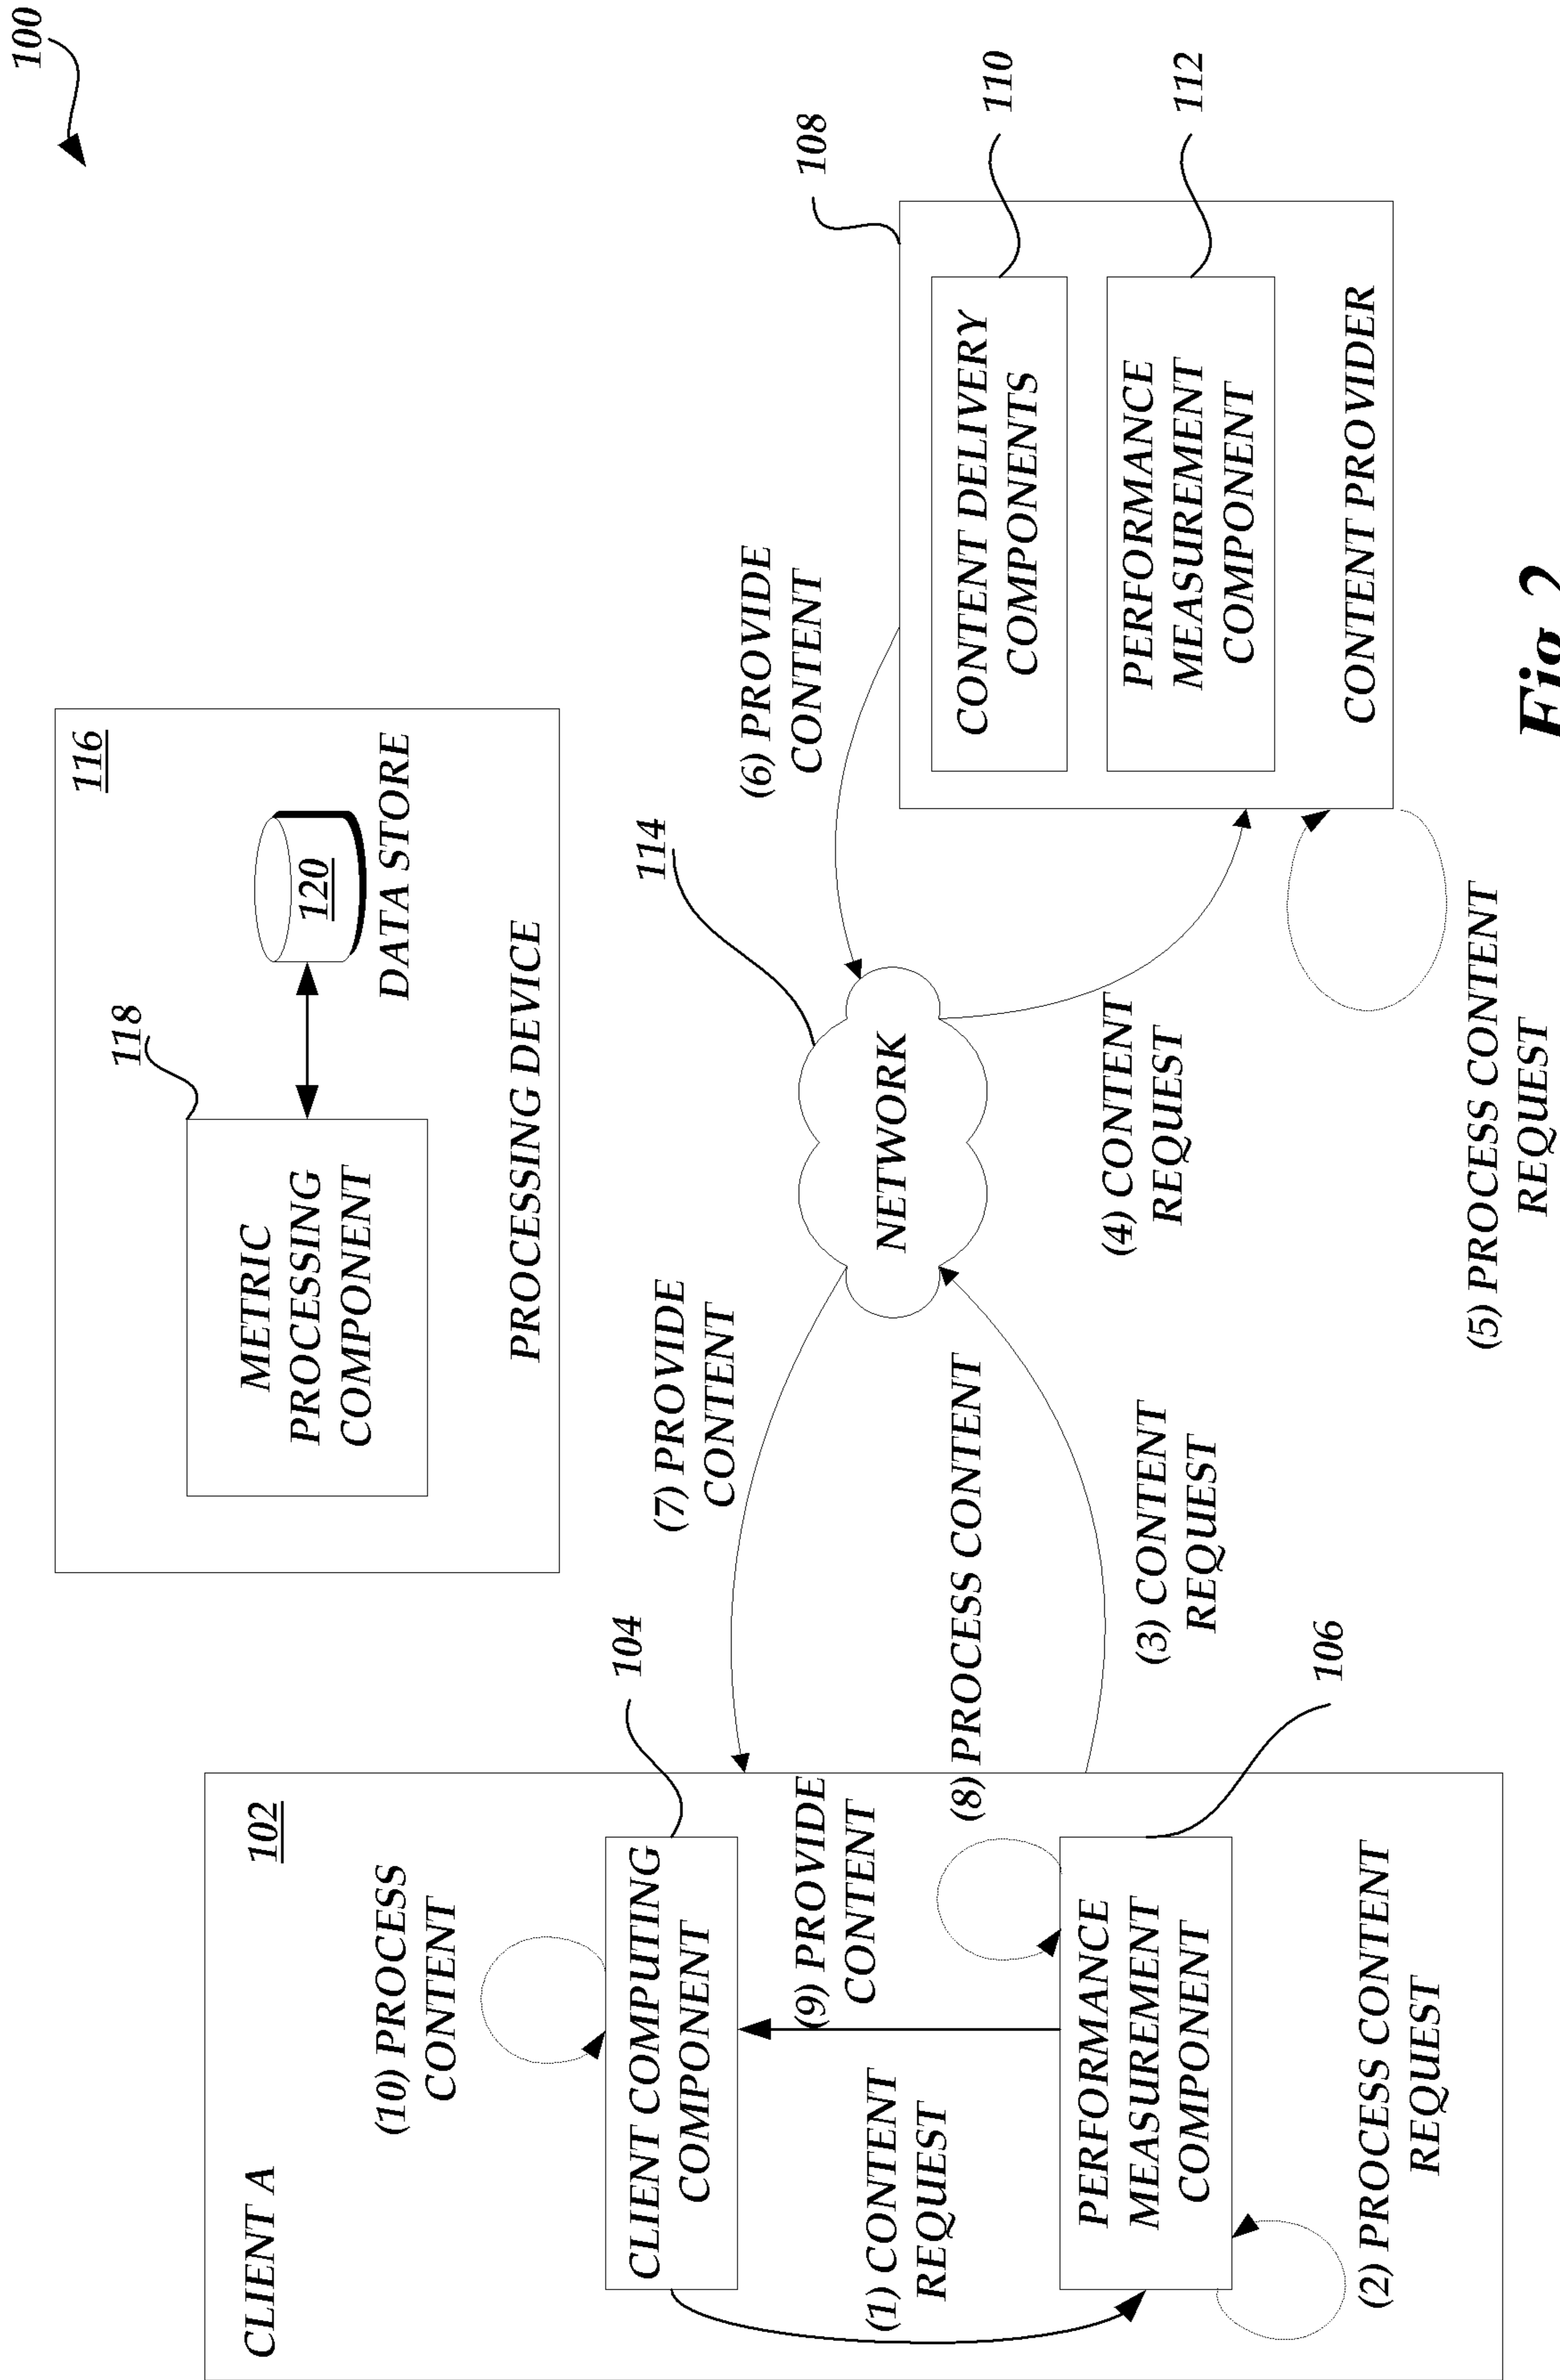 100
116
118
METRIC
PROCESSING
COMPONENT
120
DATA STORE
PROCESSING DEVICE
CLIENT A
102
(10) PROCESS
CONTENT
104
CLIENT COMPUTING
COMPONENT
(7) PROVIDE
CONTENT
114
(6) PROVIDE
CONTENT
108
(9) PROVIDE
CONTENT
(1) CONTENT
REQUEST
(8) PROCESS CONTENT
NETWORK
CONTENT DELIVERY
COMPONENTS
110
PERFORMANCE
MEASUREMENT
COMPONENT
106
(3) CONTENT
REQUEST
(4) CONTENT
REQUEST
PERFORMANCE
MEASUREMENT
COMPONENT
112
CONTENT PROVIDER
(2) PROCESS CONTENT
REQUEST
(5) PROCESS CONTENT
REQUEST
Fig. 2